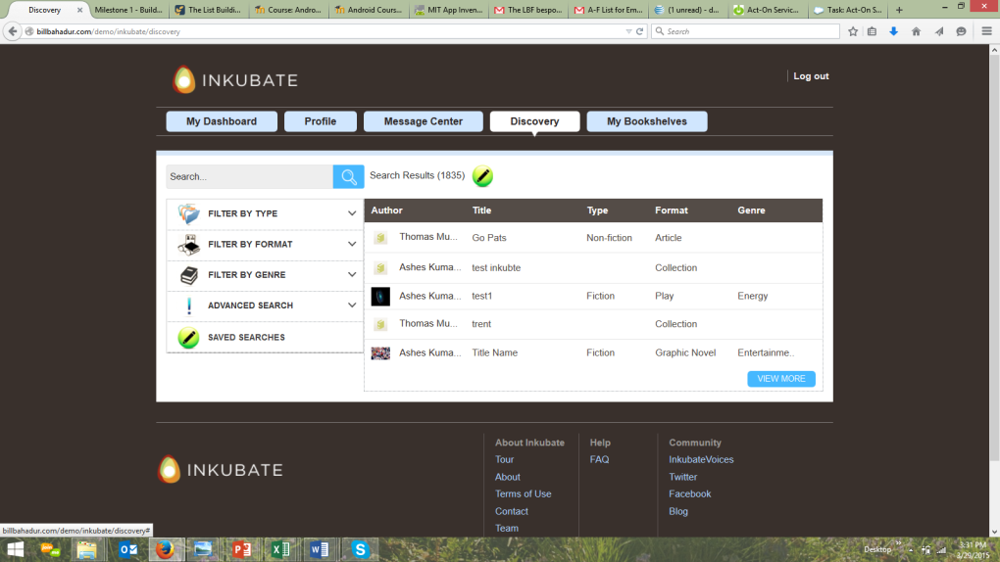 Discovery
Milestone 1 - Build...
The List Buildin...
Course: Andro...
Android Cours...
MIT App Inven...
The LBF bespo...
A-F List for Em...
(1 unread) - d...
Act-On Servic...
Task: Act-On S...
billbahadur.com/demo/inkubate/discovery
Search
INKUBATE
Log out
My Dashboard
Profile
Message Center
Discovery
My Bookshelves
Search...
Search Results (1835)
FILTER BY TYPE
FILTER BY FORMAT
FILTER BY GENRE
ADVANCED SEARCH
SAVED SEARCHES
Author Title Type Format Genre
Thomas Mu... Go Pats Non-fiction Article
Ashes Kuma... test inkubte Collection
Ashes Kuma... test1 Fiction Play Energy
Thomas Mu... trent Collection
Ashes Kuma... Title Name Fiction Graphic Novel Entertainme..
VIEW MORE
INKUBATE
About Inkubate
Tour
About
Terms of Use
Contact
Team
Help
FAQ
Community
InkubateVoices
Twitter
Facebook
Blog
billbahadur.com/demo/inkubate/discovery#
Desktop
3:31 PM
3/29/2015